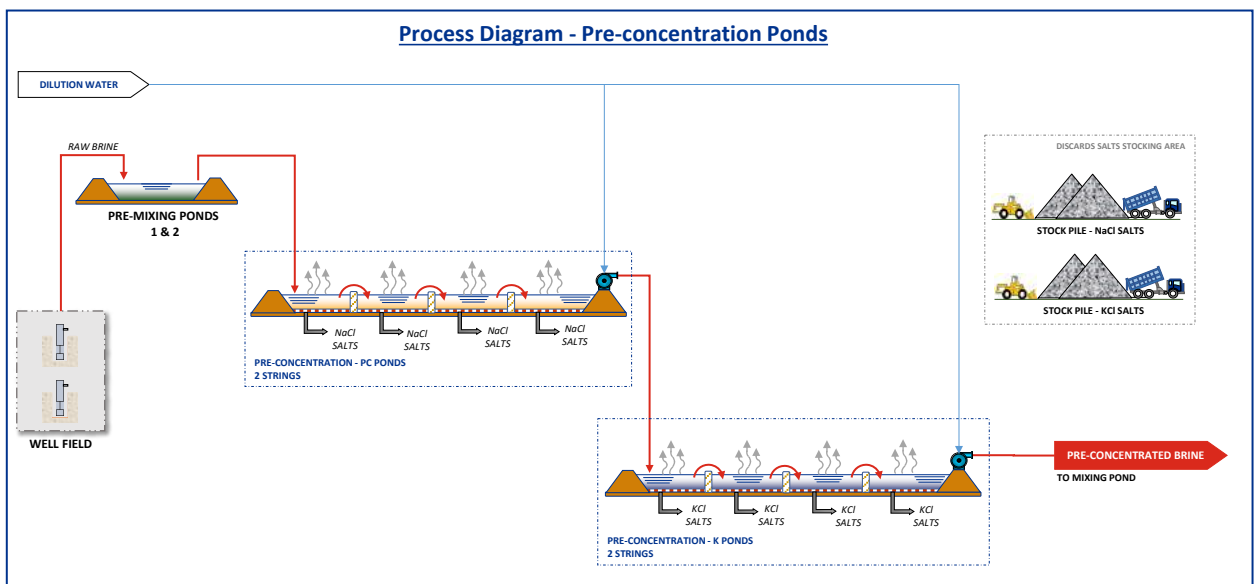 Process Diagram - Pre-concentration Ponds
DILUTION WATER
RAW BRINE
PRE-MIXING PONDS
1 & 2
DISCARDS SALTS STOCKING AREA
STOCK PILE - NaCl SALTS
STOCK PILE - KCl SALTS
NaCl
SALTS
NaCl
SALTS
NaCl
SALTS
NaCl
SALTS
PRE-CONCENTRATION - PC PONDS
2 STRINGS
WELL FIELD
PRE-CONCENTRATED BRINE
TO MIXING POND
KCl
SALTS
KCl
SALTS
KCl
SALTS
KCl
SALTS
PRE-CONCENTRATION - K PONDS
2 STRINGS